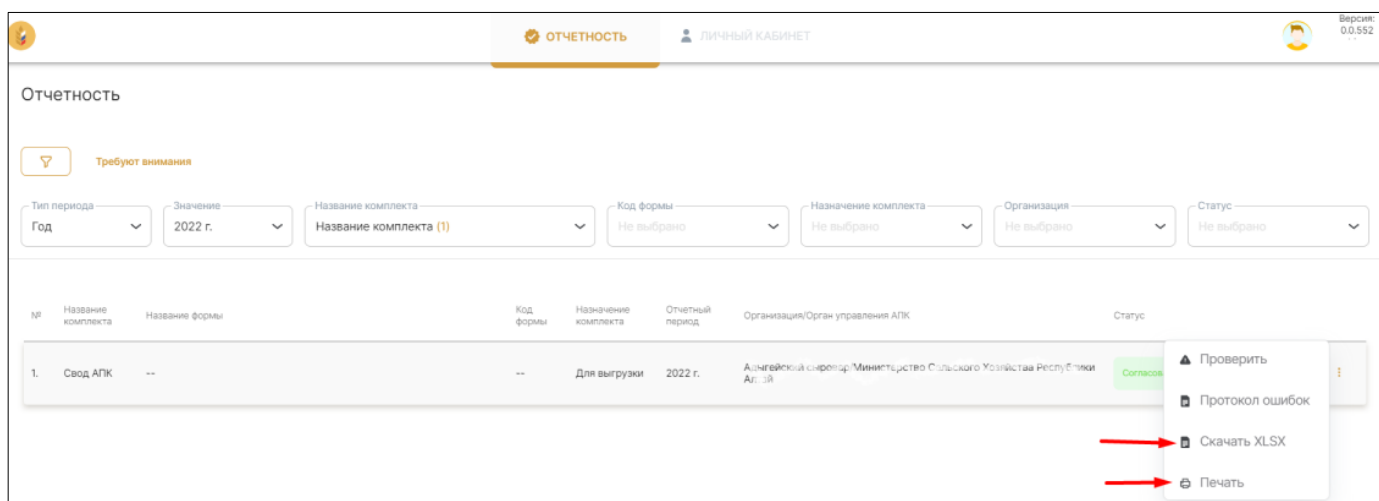 ОТЧЕТНОСТЬ
ЛИЧНЫЙ КАБИНЕТ
Версия:
0.0.552
Отчетность
Требуют внимания
Тип периода
Значение
Название комплекта
Код формы
Назначение комплекта
Организация
Статус
Год
2022 г.
Название комплекта (1)
Не выбрано
Не выбрано
Не выбрано
Не выбрано
№
Название
комплекта
Название формы
Код
формы
Назначение
комплекта
Отчетный
период
Организация/Орган управления АПК
Статус
1.
Свод АПК
--
--
Для выгрузки
2022 г.
Адыгейский сыровар/Министерство Сельского Хозяйства Республики
Согласов
Проверить
Протокол ошибок
Скачать XLSX
Печать